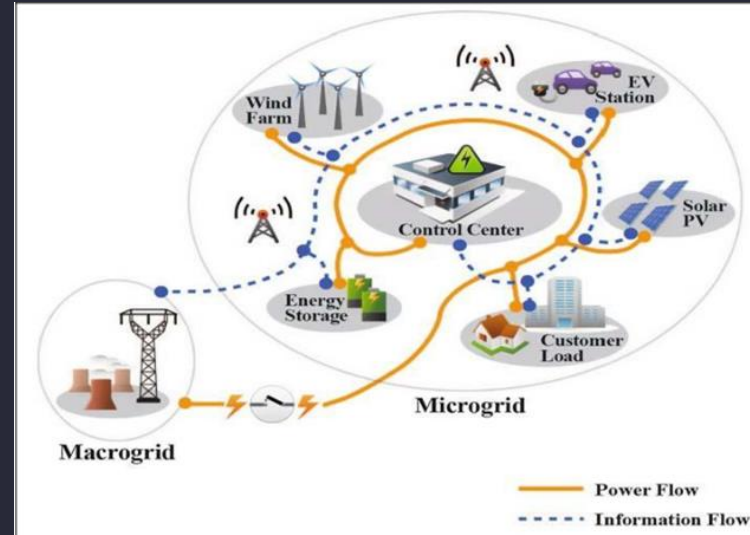 Wind
Farm
EV
Station
Solar
PV
Control Center
Energy
Storage
Customer
Load
Microgrid
Macrogrid
Power Flow
Information Flow